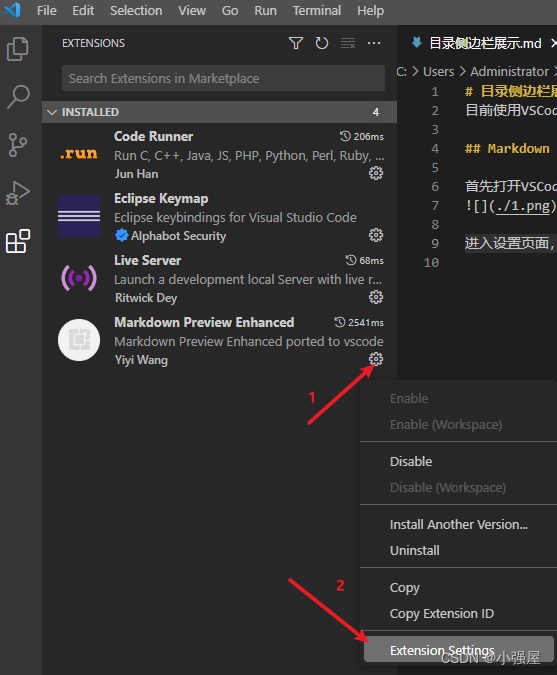 File Edit Selection View Go Run Terminal Help
EXTENSIONS
目录侧边栏展示.md
Search Extensions in Marketplace
C: > Users > Administrator >
INSTALLED 4
Code Runner 206ms
Run C, C++, Java, JS, PHP, Python, Perl, Ruby, ...
Jun Han
Eclipse Keymap
Eclipse keybindings for Visual Studio Code
Alphabot Security
Live Server 68ms
Launch a development local Server with live r...
Ritwick Dey
Markdown Preview Enhanced 2541ms
Markdown Preview Enhanced ported to vscode
Yiyi Wang
.run
1 # 目录侧边栏展
2 目前使用VSCod
3
4 ## Markdown
5
6 首先打开VSCod
7 ![](./1.png)
8
9 进入设置页面,
10
1
Enable
Enable (Workspace)
Disable
Disable (Workspace)
Install Another Version...
Uninstall
2
Copy
Copy Extension ID
Extension Settings
CSDN @小强屋